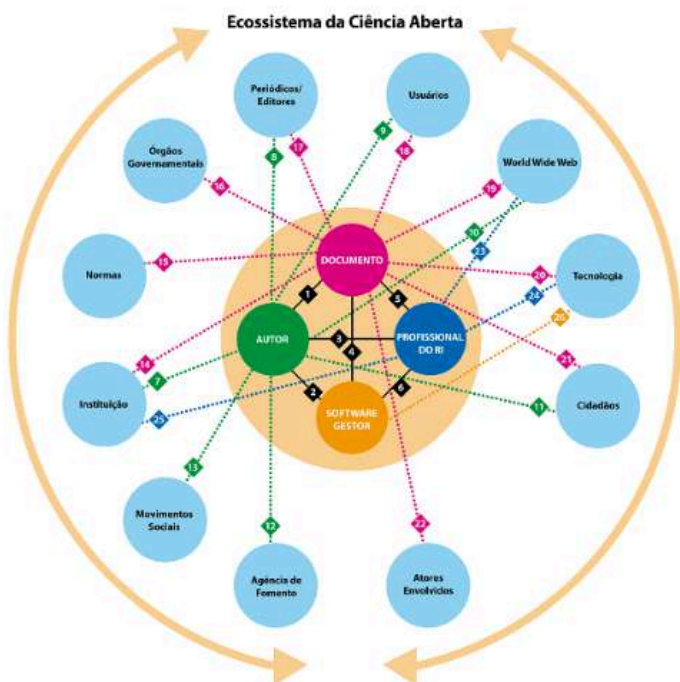 Ecossistema da Ciência Aberta
Periódicos/
Editores
Usuários
Órgãos
Governamentais
World Wide Web
Normas
Tecnologia
Instituição
Cidadãos
Movimentos
Sociais
Agência de
Fomento
Atores
Envolvidos
DOCUMENTO
AUTOR
PROFISSIONAL
DO RI
SOFTWARE
GESTOR
9
8
17
18
16
19
10
23
15
20
1
5
24
26
3
4
14
21
7
2
6
25
11
13
12
22